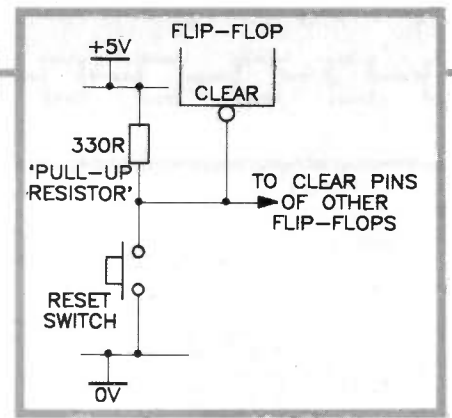 FLIP-FLOP
+5V
CLEAR
330R
'PULL-UP
RESISTOR'
TO CLEAR PINS
OF OTHER
FLIP-FLOPS
RESET
SWITCH
0V